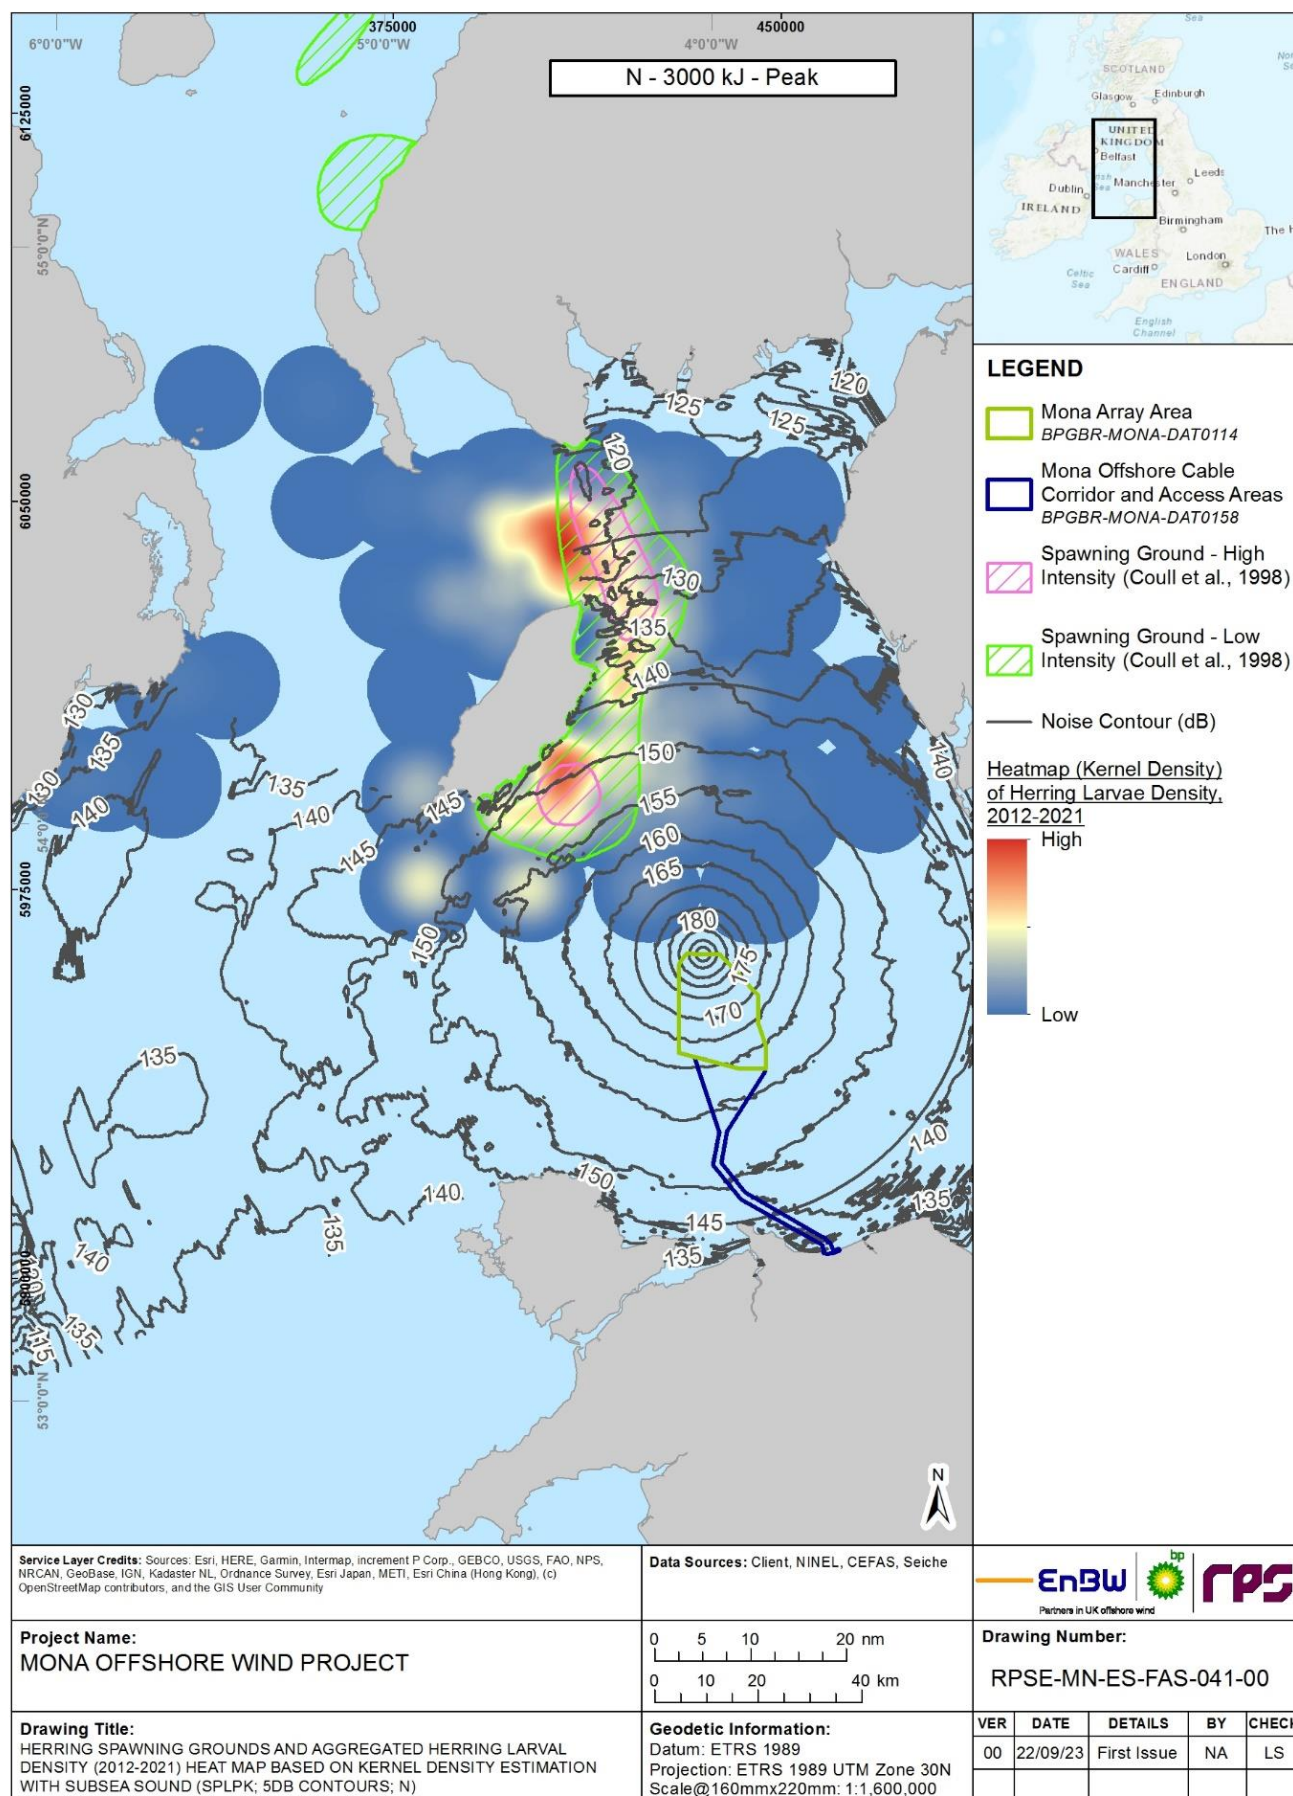 375000
450000
6°0'0"W
5°0'0"W
4°0'0"W
N - 3000 kJ - Peak
6125000
55°0'0"N
6050000
54°0'0"N
5975000
53°0'0"N
120
125
125
120
130
135
140
150
155
160
165
180
175
170
130
135
130
140
135
140
145
145
140
150
135
140
135
140
150
145
135
140
135
140
135
115
N
Sea
SCOTLAND
Glasgow
Edinburgh
UNITED
KINGDOM
Belfast
Leeds
Dublin
Manchester
IRELAND
Birmingham
WALES
London
Cardiff
Celtic
Sea
ENGLAND
English
Channel
LEGEND
Mona Array Area
BPGBR-MONA-DAT0114
Mona Offshore Cable
Corridor and Access Areas
BPGBR-MONA-DAT0158
Spawning Ground - High
Intensity (Coull et al., 1998)
Spawning Ground - Low
Intensity (Coull et al., 1998)
Noise Contour (dB)
Heatmap (Kernel Density)
of Herring Larvae Density,
2012-2021
High
Low
Service Layer Credits: Sources: Esri, HERE, Garmin, Intermap, increment P Corp., GEBCO, USGS, FAO, NPS,
NRCAN, GeoBase, IGN, Kadaster NL, Ordnance Survey, Esri Japan, METI, Esri China (Hong Kong), (c)
OpenStreetMap contributors, and the GIS User Community
Data Sources: Client, NINEL, CEFAS, Seiche
EnBW
bp
rps
Partners in UK offshore wind
Project Name:
MONA OFFSHORE WIND PROJECT
0 5 10 20 nm
0 10 20 40 km
Drawing Number:
RPSE-MN-ES-FAS-041-00
Drawing Title:
HERRING SPAWNING GROUNDS AND AGGREGATED HERRING LARVAL
DENSITY (2012-2021) HEAT MAP BASED ON KERNEL DENSITY ESTIMATION
WITH SUBSEA SOUND (SPLPK; 5DB CONTOURS; N)
Geodetic Information:
Datum: ETRS 1989
Projection: ETRS 1989 UTM Zone 30N
Scale@160mmx220mm: 1:1,600,000
VER DATE DETAILS BY CHECK
00 22/09/23 First Issue NA LS